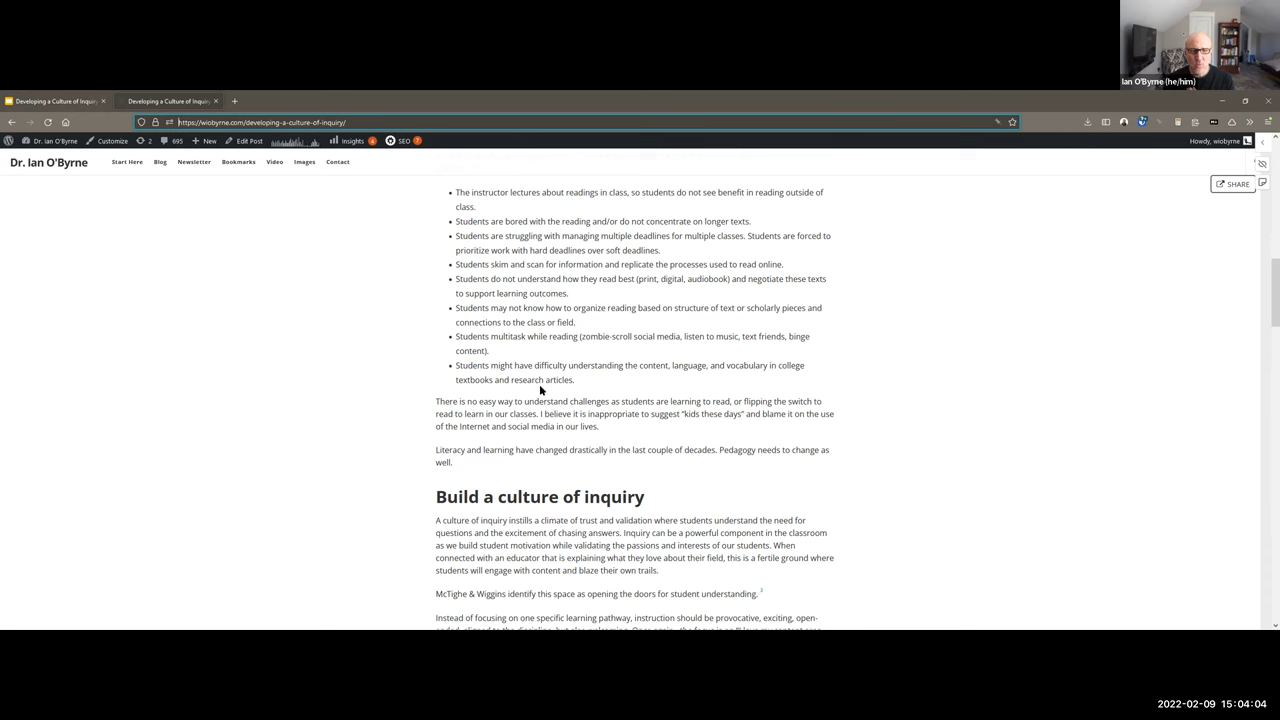 Ian O'Byrne (he/him)
Developing a Culture of Inquiry
Developing a Culture of Inquiry
https://wiobyrne.com/developing-a-culture-of-inquiry/
Dr. Ian O'Byrne Customize 2 695 New Edit Post Insights 4 SEO 7 Howdy, wiobyrne
Dr. Ian O'Byrne Start Here Blog Newsletter Bookmarks Video Images Contact
SHARE
• The instructor lectures about readings in class, so students do not see benefit in reading outside of
class.
• Students are bored with the reading and/or do not concentrate on longer texts.
• Students are struggling with managing multiple deadlines for multiple classes. Students are forced to
prioritize work with hard deadlines over soft deadlines.
• Students skim and scan for information and replicate the processes used to read online.
• Students do not understand how they read best (print, digital, audiobook) and negotiate these texts
to support learning outcomes.
• Students may not know how to organize reading based on structure of text or scholarly pieces and
connections to the class or field.
• Students multitask while reading (zombie-scroll social media, listen to music, text friends, binge
content).
• Students might have difficulty understanding the content, language, and vocabulary in college
textbooks and research articles.
There is no easy way to understand challenges as students are learning to read, or flipping the switch to
read to learn in our classes. I believe it is inappropriate to suggest “kids these days” and blame it on the use
of the Internet and social media in our lives.
Literacy and learning have changed drastically in the last couple of decades. Pedagogy needs to change as
well.
Build a culture of inquiry
A culture of inquiry instills a climate of trust and validation where students understand the need for
questions and the excitement of chasing answers. Inquiry can be a powerful component in the classroom
as we build student motivation while validating the passions and interests of our students. When
connected with an educator that is explaining what they love about their field, this is a fertile ground where
students will engage with content and blaze their own trails.
McTighe & Wiggins identify this space as opening the doors for student understanding.
Instead of focusing on one specific learning pathway, instruction should be provocative, exciting, open-
2022-02-09 15:04:04